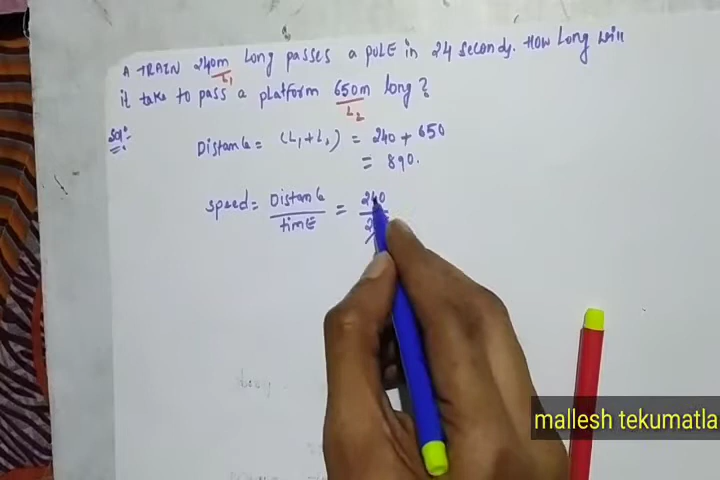 A TRAIN 240m long passes a POLE in 24 seconds. How long will
L₁
it take to pass a platform 650m long?
L₂
Sol:-
Distance = (L₁+L₂) = 240 + 650
= 890.
speed = Distance / timE = 240 / 2
mallesh tekumatla